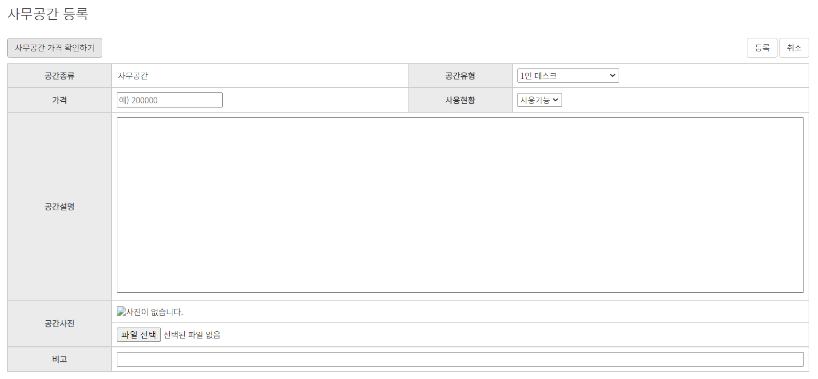 사무공간 등록
사무공간 가격 확인하기 등록 취소
공간종류 사무공간 공간유형 1인 데스크
가격 예) 200000 사용현황 사용가능
공간설명
공간사진 사진이 없습니다.
파일 선택 선택된 파일 없음
비고